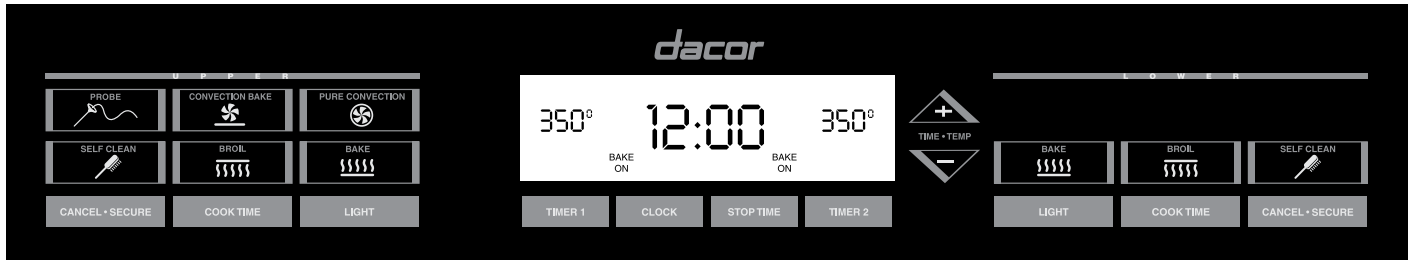 dacor
UPPER
PROBE
CONVECTION BAKE
PURE CONVECTION
SELF CLEAN
BROIL
BAKE
CANCEL • SECURE
COOK TIME
LIGHT
350°
12:00
350°
BAKE
ON
BAKE
ON
TIMER 1
CLOCK
STOP TIME
TIMER 2
+
TIME • TEMP
−
LOWER
BAKE
BROIL
SELF CLEAN
LIGHT
COOK TIME
CANCEL • SECURE